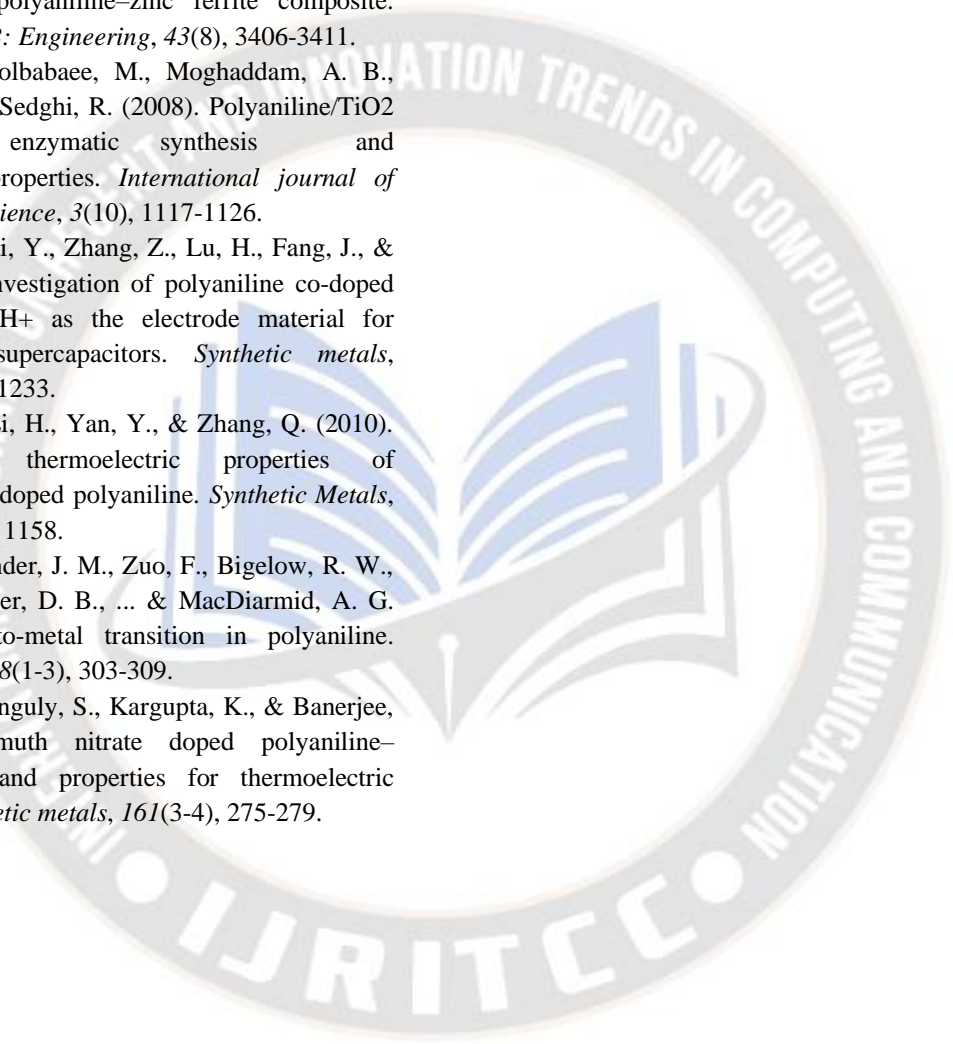 polyaniline–zinc ferrite composite.
: Engineering, 43(8), 3406-3411.
olbabaee, M., Moghaddam, A. B.,
Sedghi, R. (2008). Polyaniline/TiO2
enzymatic synthesis and
roperties. International journal of
ience, 3(10), 1117-1126.
i, Y., Zhang, Z., Lu, H., Fang, J., &
nvestigation of polyaniline co-doped
H+ as the electrode material for
supercapacitors. Synthetic metals,
1233.
i, H., Yan, Y., & Zhang, Q. (2010).
thermoelectric properties of
doped polyaniline. Synthetic Metals,
1158.
nder, J. M., Zuo, F., Bigelow, R. W.,
er, D. B., ... & MacDiarmid, A. G.
to-metal transition in polyaniline.
8(1-3), 303-309.
nguly, S., Kargupta, K., & Banerjee,
muth nitrate doped polyaniline–
and properties for thermoelectric
etic metals, 161(3-4), 275-279.
INNOVATION TRENDS IN COMPUTING AND COMMUNICATION
IJRITCC